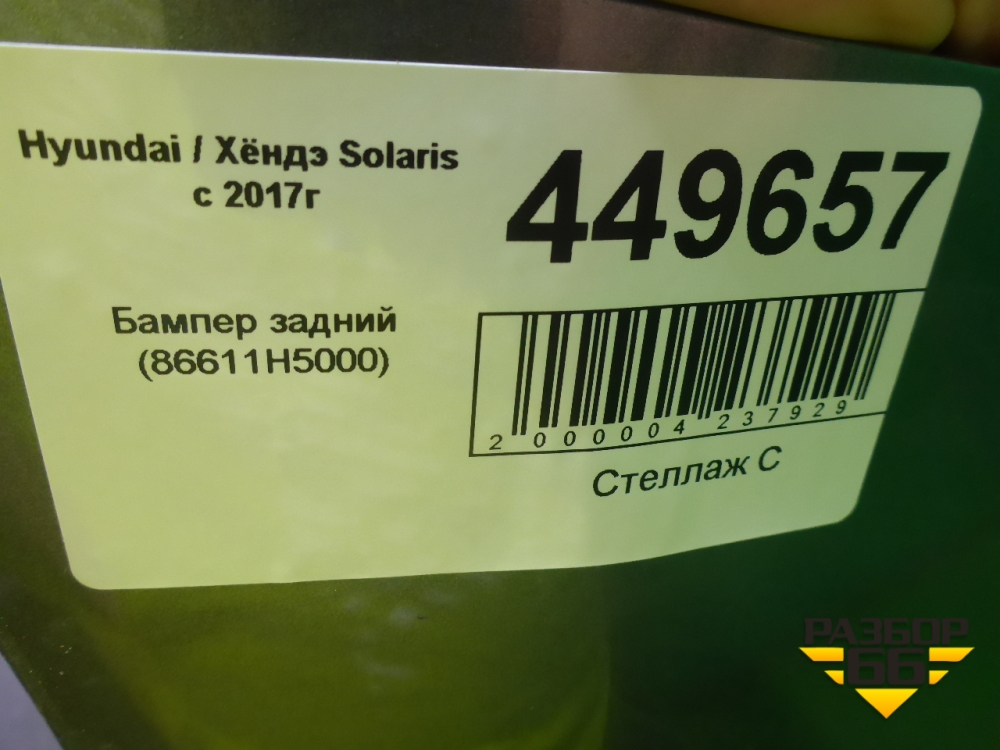 Hyundai / Хёндэ Solaris
с 2017г
449657
Бампер задний
(86611H5000)
2 000004 237929
Стеллаж С
РАЗБОР
66